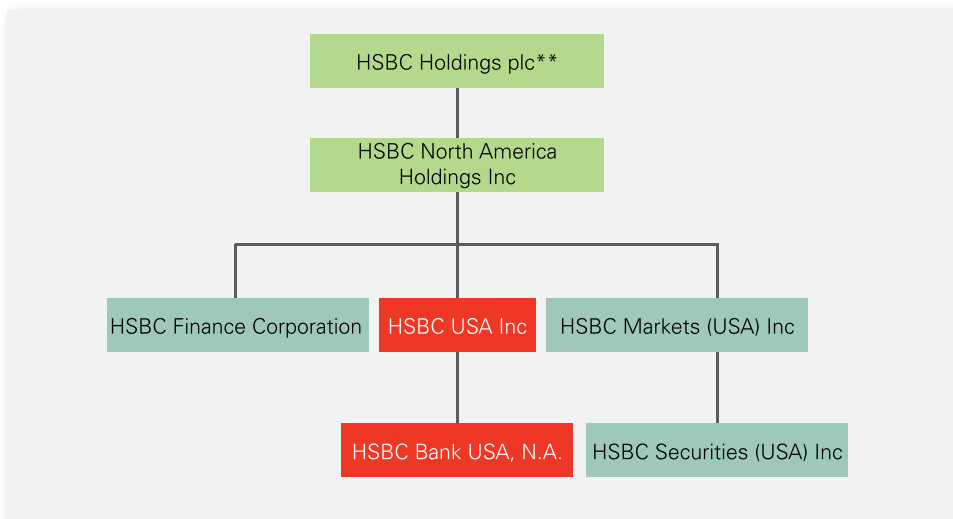 HSBC Holdings plc**
HSBC North America
Holdings Inc
HSBC Finance Corporation
HSBC USA Inc
HSBC Markets (USA) Inc
HSBC Bank USA, N.A.
HSBC Securities (USA) Inc